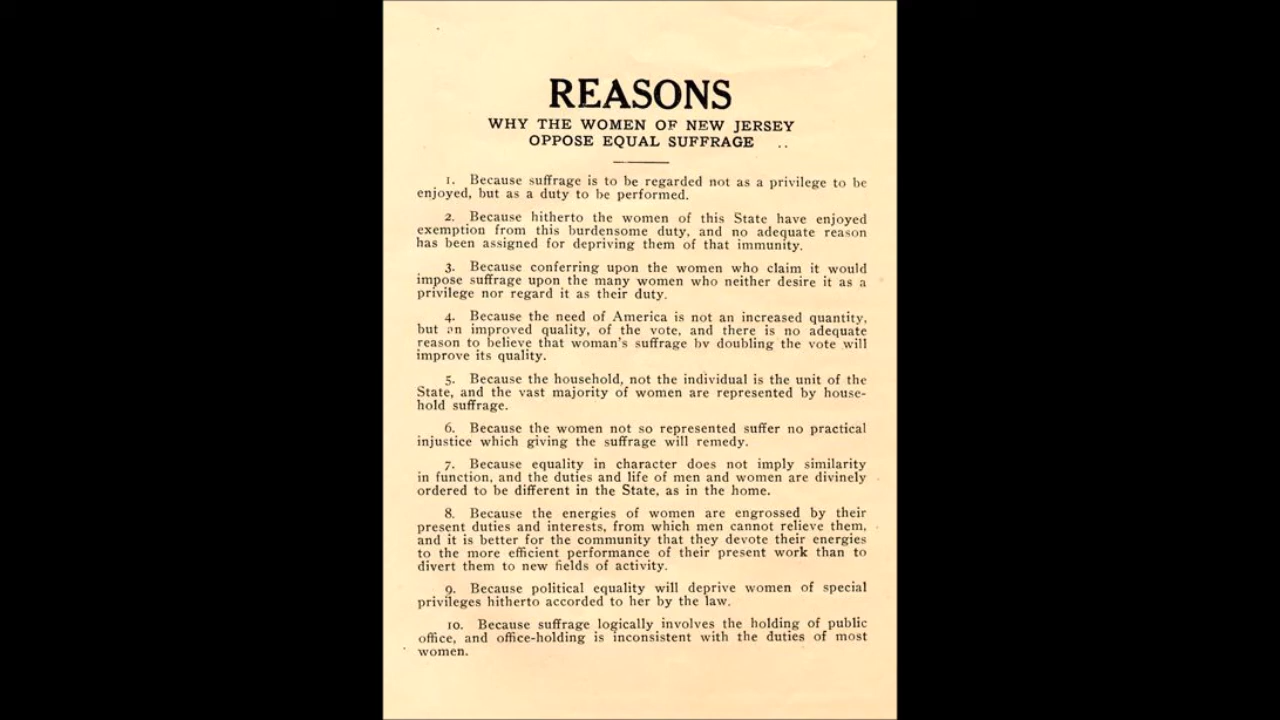 REASONS
WHY THE WOMEN OF NEW JERSEY
OPPOSE EQUAL SUFFRAGE ..
1. Because suffrage is to be regarded not as a privilege to be
enjoyed, but as a duty to be performed.
2. Because hitherto the women of this State have enjoyed
exemption from this burdensome duty, and no adequate reason
has been assigned for depriving them of that immunity.
3. Because conferring upon the women who claim it would
impose suffrage upon the many women who neither desire it as a
privilege nor regard it as their duty.
4. Because the need of America is not an increased quantity,
but an improved quality, of the vote, and there is no adequate
reason to believe that woman's suffrage by doubling the vote will
improve its quality.
5. Because the household, not the individual is the unit of the
State, and the vast majority of women are represented by house-
hold suffrage.
6. Because the women not so represented suffer no practical
injustice which giving the suffrage will remedy.
7. Because equality in character does not imply similarity
in function, and the duties and life of men and women are divinely
ordered to be different in the State, as in the home.
8. Because the energies of women are engrossed by their
present duties and interests, from which men cannot relieve them,
and it is better for the community that they devote their energies
to the more efficient performance of their present work than to
divert them to new fields of activity.
9. Because political equality will deprive women of special
privileges hitherto accorded to her by the law.
10. Because suffrage logically involves the holding of public
office, and office-holding is inconsistent with the duties of most
women.